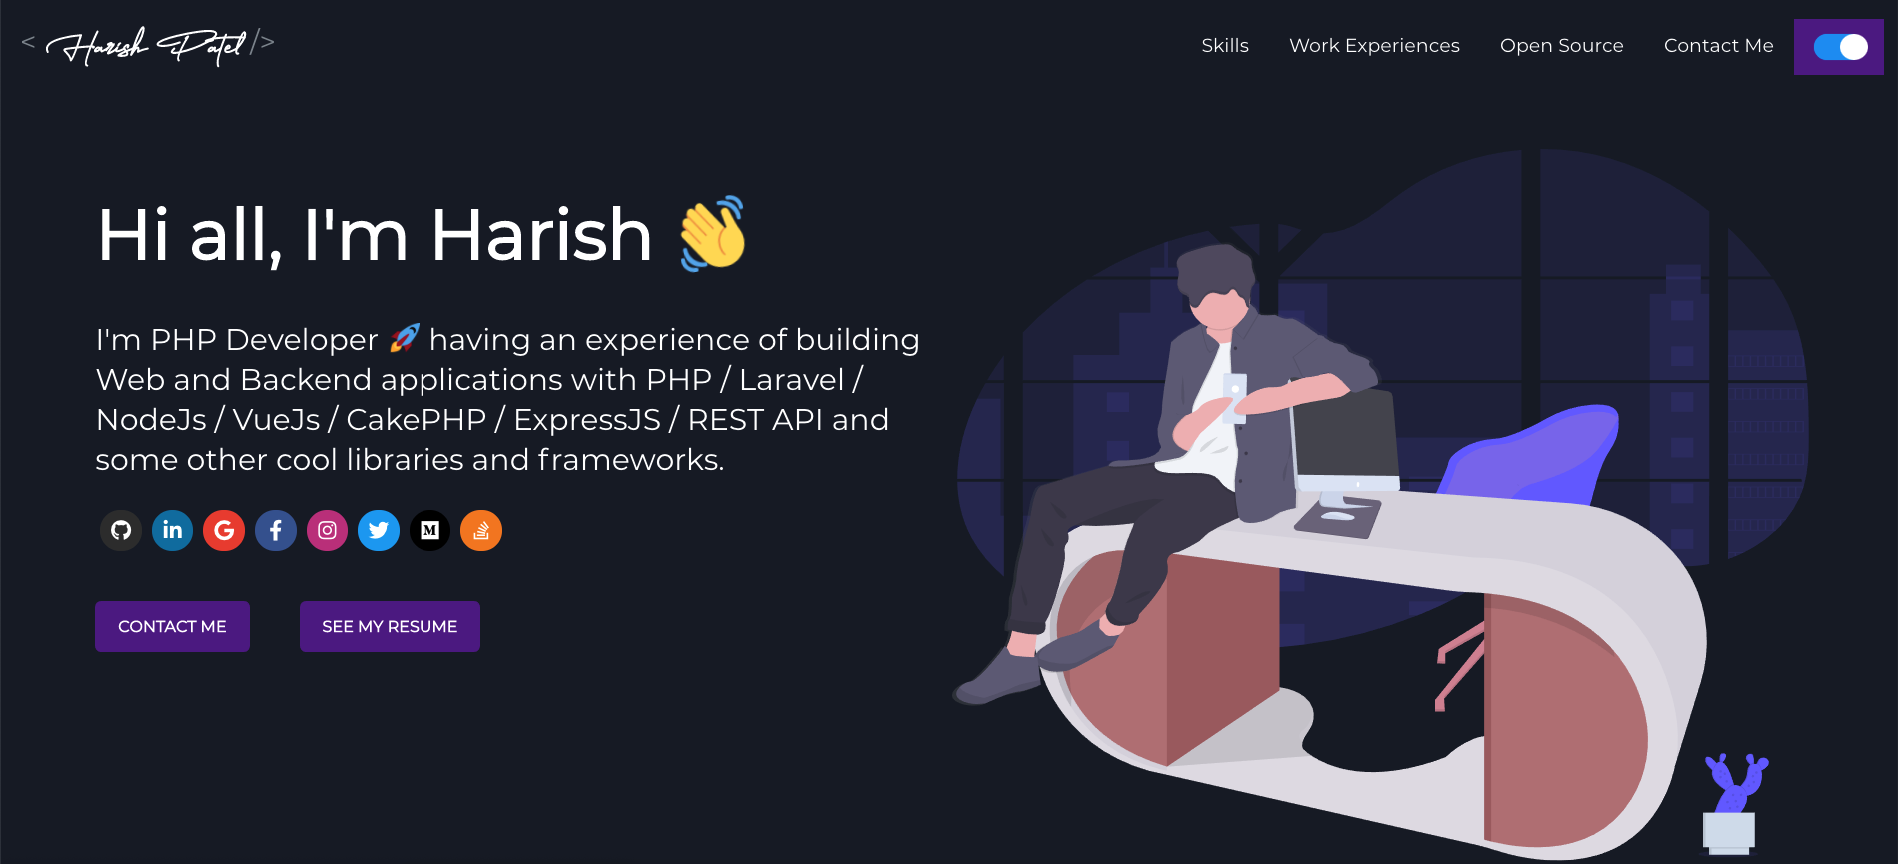 < Harish Patel />
Skills
Work Experiences
Open Source
Contact Me
Hi all, I'm Harish 👋
I'm PHP Developer 🚀 having an experience of building
Web and Backend applications with PHP / Laravel /
NodeJs / VueJs / CakePHP / ExpressJS / REST API and
some other cool libraries and frameworks.
CONTACT ME
SEE MY RESUME